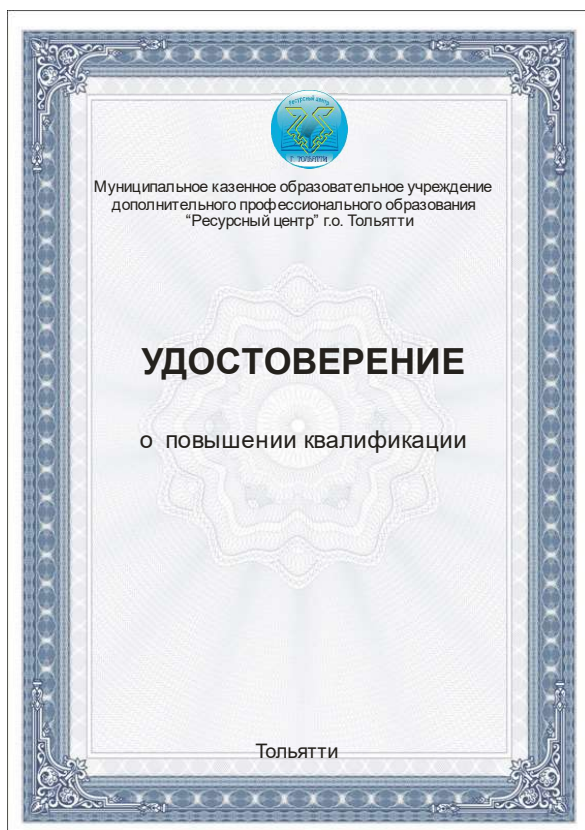 Ресурсный центр
Г. ТОЛЬЯТТИ
Муниципальное казенное образовательное учреждение
дополнительного профессионального образования
“Ресурсный центр” г.о. Тольятти
УДОСТОВЕРЕНИЕ
о повышении квалификации
Тольятти